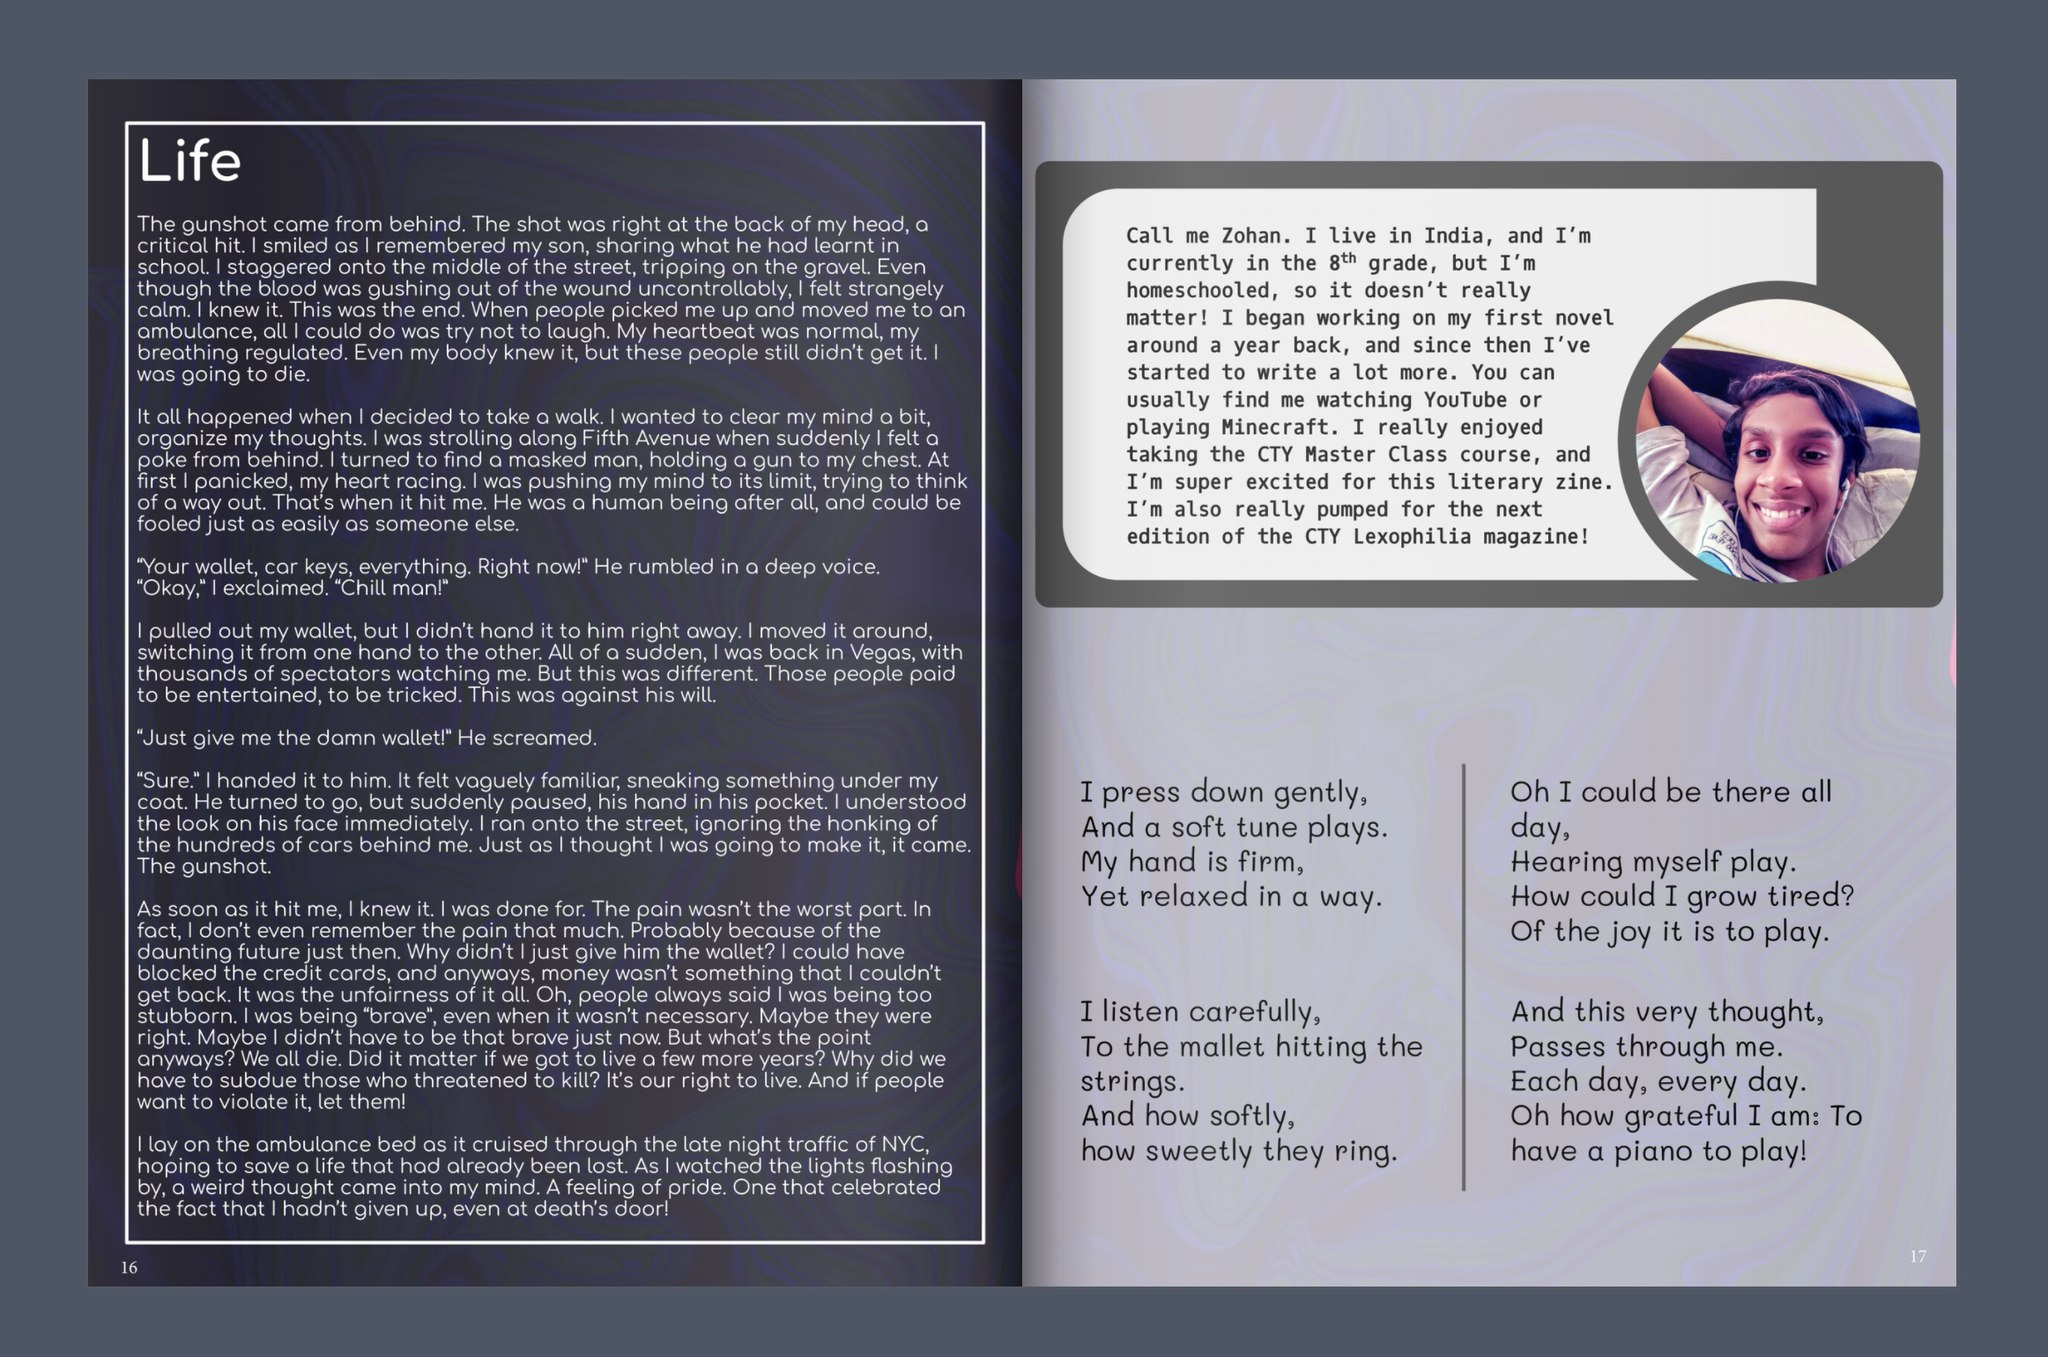 Life
The gunshot came from behind. The shot was right at the back of my head, a
critical hit. I smiled as I remembered my son, sharing what he had learnt in
school. I staggered onto the middle of the street, tripping on the gravel. Even
though the blood was gushing out of the wound uncontrollably, I felt strangely
calm. I knew it. This was the end. When people picked me up and moved me to an
ambulance, all I could do was try not to laugh. My heartbeat was normal, my
breathing regulated. Even my body knew it, but these people still didn't get it. I
was going to die.
It all happened when I decided to take a walk. I wanted to clear my mind a bit,
organize my thoughts. I was strolling along Fifth Avenue when suddenly I felt a
poke from behind. I turned to find a masked man, holding a gun to my chest. At
first I panicked, my heart racing. I was pushing my mind to its limit, trying to think
of a way out. That's when it hit me. He was a human being after all, and could be
fooled just as easily as someone else.
“Your wallet, car keys, everything. Right now!” He rumbled in a deep voice.
“Okay,” I exclaimed. “Chill man!”
I pulled out my wallet, but I didn't hand it to him right away. I moved it around,
switching it from one hand to the other. All of a sudden, I was back in Vegas, with
thousands of spectators watching me. But this was different. Those people paid
to be entertained, to be tricked. This was against his will.
“Just give me the damn wallet!” He screamed.
“Sure.” I handed it to him. It felt vaguely familiar, sneaking something under my
coat. He turned to go, but suddenly paused, his hand in his pocket. I understood
the look on his face immediately. I ran onto the street, ignoring the honking of
the hundreds of cars behind me. Just as I thought I was going to make it, it came.
The gunshot.
As soon as it hit me, I knew it. I was done for. The pain wasn't the worst part. In
fact, I don't even remember the pain that much. Probably because of the
daunting future just then. Why didn't I just give him the wallet? I could have
blocked the credit cards, and anyways, money wasn't something that I couldn't
get back. It was the unfairness of it all. Oh, people always said I was being too
stubborn. I was being “brave”, even when it wasn't necessary. Maybe they were
right. Maybe I didn't have to be that brave just now. But what's the point
anyways? We all die. Did it matter if we got to live a few more years? Why did we
have to subdue those who threatened to kill? It's our right to live. And if people
want to violate it, let them!
I lay on the ambulance bed as it cruised through the late night traffic of NYC,
hoping to save a life that had already been lost. As I watched the lights flashing
by, a weird thought came into my mind. A feeling of pride. One that celebrated
the fact that I hadn't given up, even at death's door!
16
Call me Zohan. I live in India, and I’m
currently in the 8th grade, but I’m
homeschooled, so it doesn’t really
matter! I began working on my first novel
around a year back, and since then I’ve
started to write a lot more. You can
usually find me watching YouTube or
playing Minecraft. I really enjoyed
taking the CTY Master Class course, and
I’m super excited for this literary zine.
I’m also really pumped for the next
edition of the CTY Lexophilia magazine!
I press down gently,
And a soft tune plays.
My hand is firm,
Yet relaxed in a way.
I listen carefully,
To the mallet hitting the
strings.
And how softly,
how sweetly they ring.
Oh I could be there all
day,
Hearing myself play.
How could I grow tired?
Of the joy it is to play.
And this very thought,
Passes through me.
Each day, every day.
Oh how grateful I am: To
have a piano to play!
17